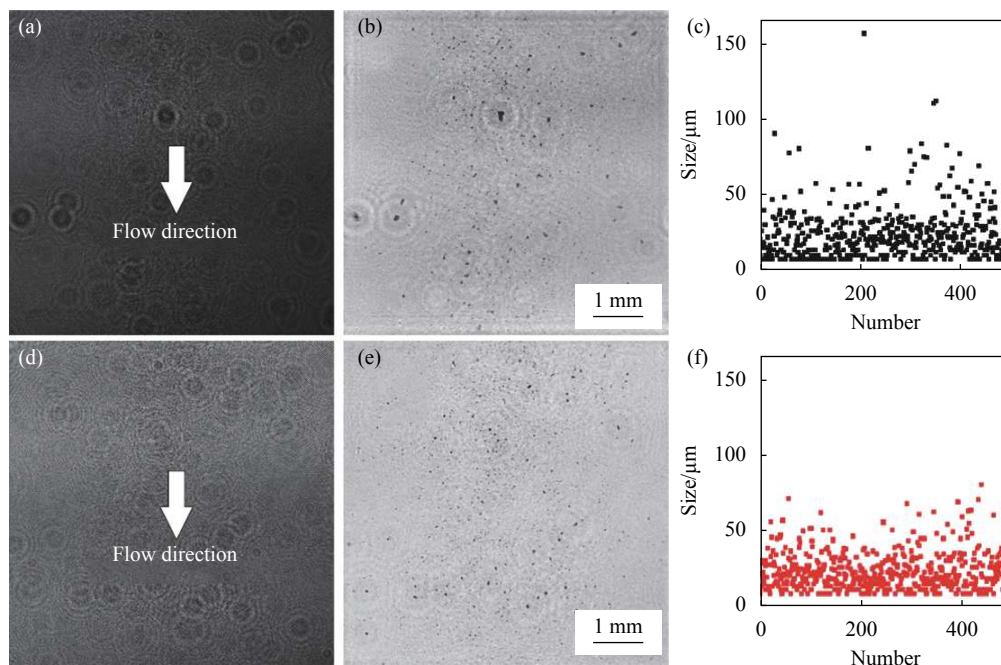 (a)
Flow direction
(b)
1 mm
(c)
Size/μm
150
100
50
0
0
200
400
Number
(d)
Flow direction
(e)
1 mm
(f)
Size/μm
150
100
50
0
0
200
400
Number